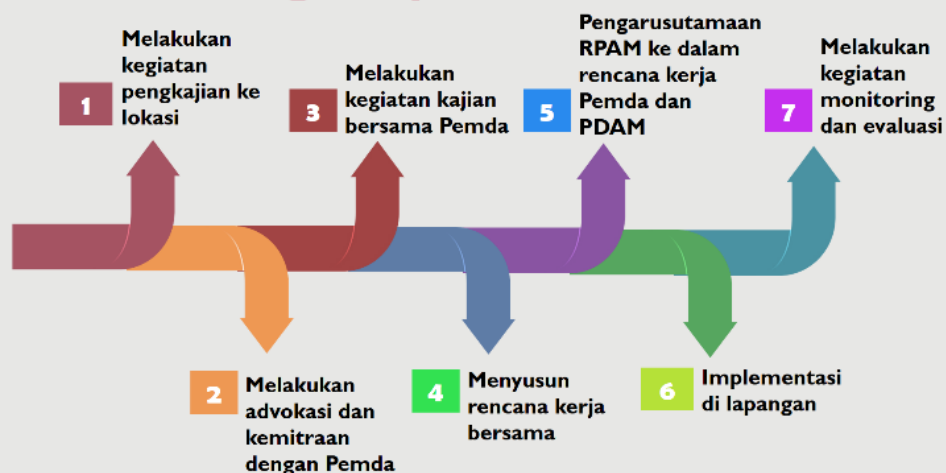 1
Melakukan
kegiatan
pengkajian ke
lokasi
2
Melakukan
advokasi dan
kemitraan
dengan Pemda
3
Melakukan
kegiatan kajian
bersama Pemda
4
Menyusun
rencana kerja
bersama
5
Pengarusutamaan
RPAM ke dalam
rencana kerja
Pemda dan
PDAM
6
Implementasi
di lapangan
7
Melakukan
kegiatan
monitoring
dan evaluasi